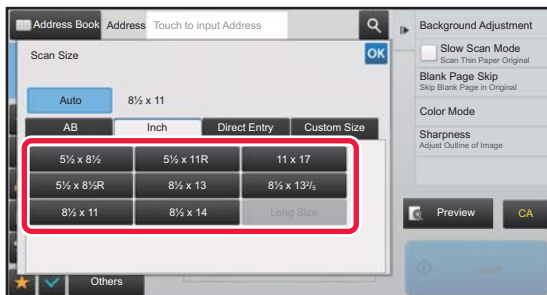 Address Book Address Touch to input Address
Scan Size
OK
Auto 8½ x 11
AB Inch Direct Entry Custom Size
5½ x 8½ 5½ x 11R 11 x 17
5½ x 8½R 8½ x 13 8½ x 13²/₅
8½ x 11 8½ x 14 Long Size
Others
Background Adjustment
Slow Scan Mode
Scan Thin Paper Original
Blank Page Skip
Skip Blank Page in Original
Color Mode
Sharpness
Adjust Outline of Image
Preview CA
Start